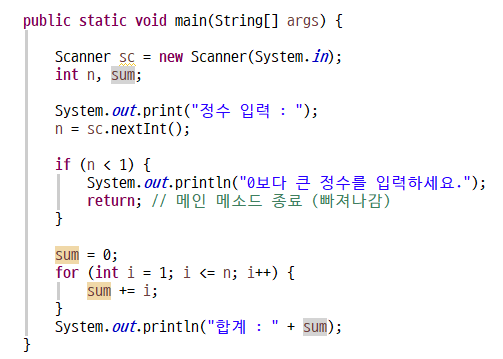 public static void main(String[] args) {
Scanner sc = new Scanner(System.in);
int n, sum;
System.out.print("정수 입력 : ");
n = sc.nextInt();
if (n < 1) {
System.out.println("0보다 큰 정수를 입력하세요.");
return; // 메인 메소드 종료 (빠져나감)
}
sum = 0;
for (int i = 1; i <= n; i++) {
sum += i;
}
System.out.println("합계 : " + sum);
}